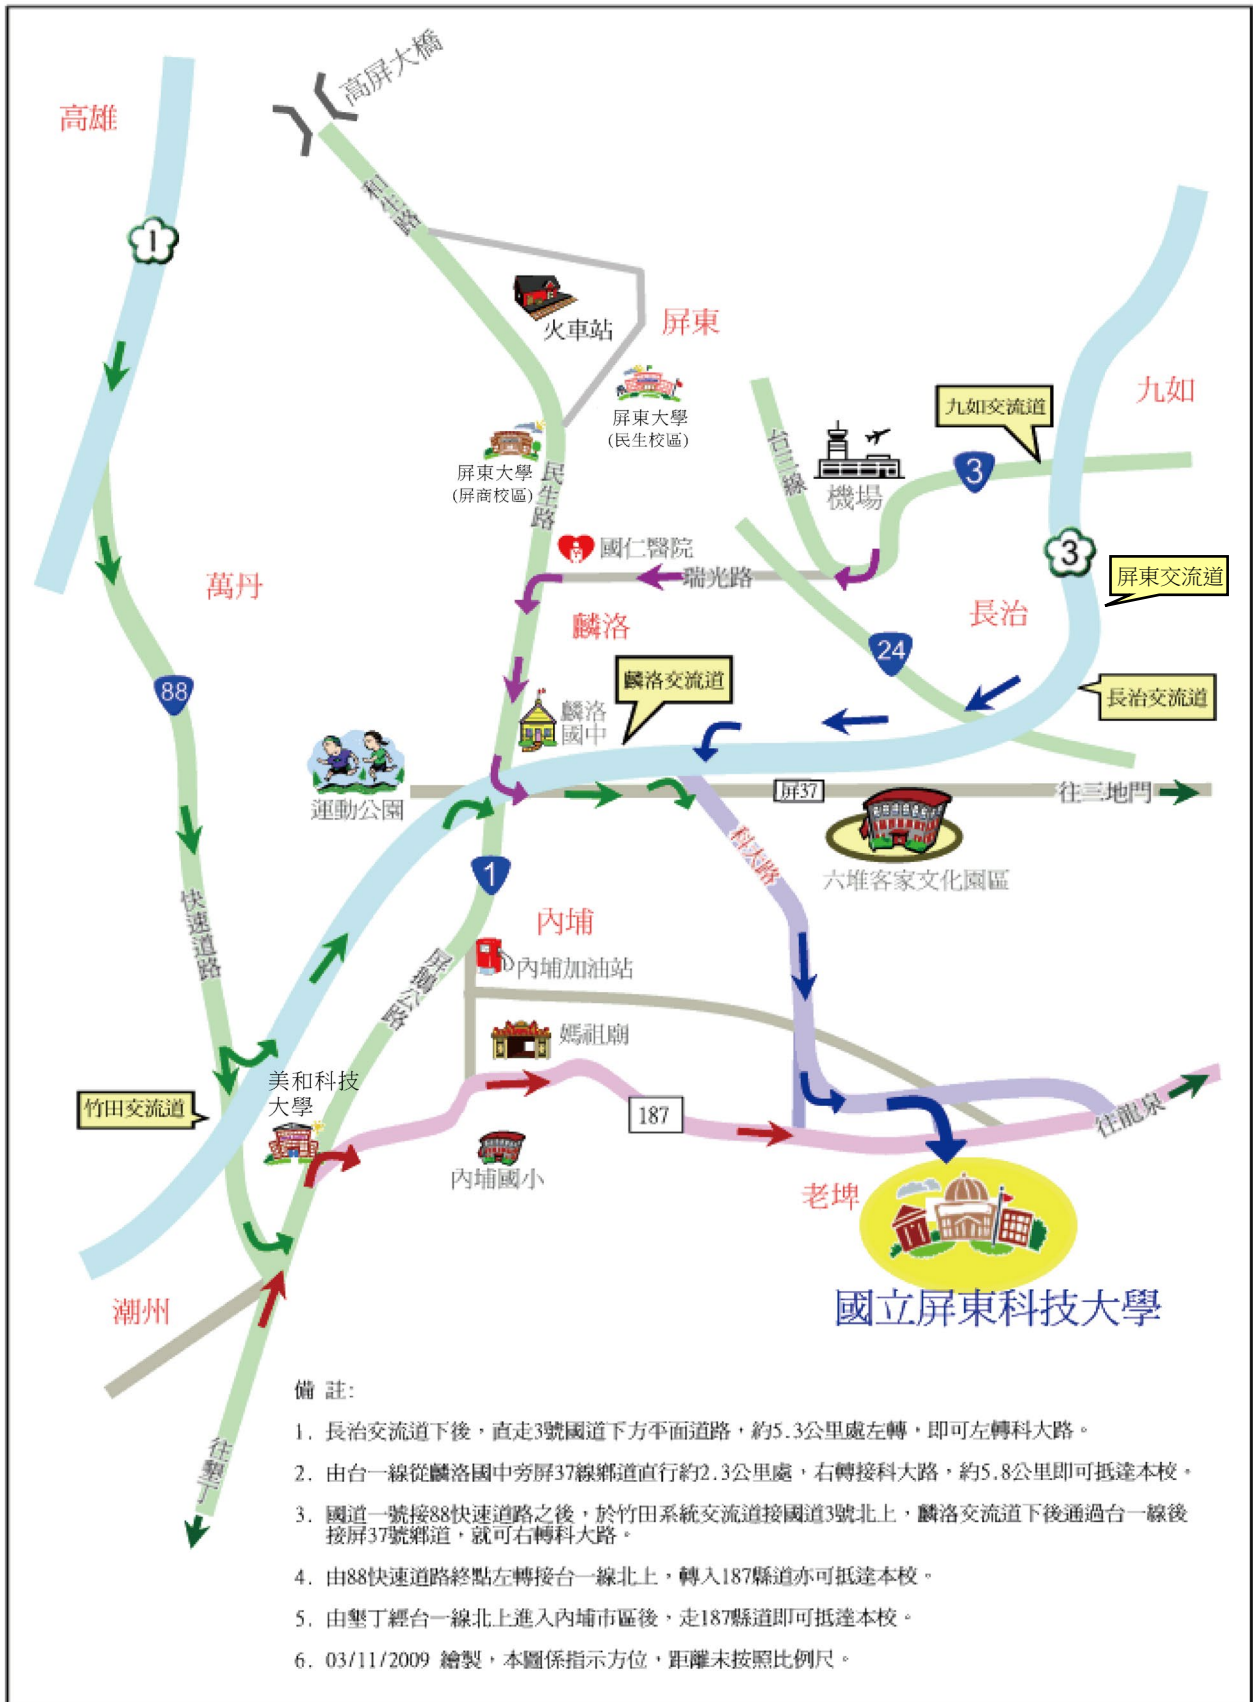 高屏大橋
高雄
和生路
1
火車站
屏東
九如
屏東大學
(民生校區)
九如交流道
台三線
屏東大學
(屏商校區)
民生路
機場
3
國仁醫院
3
瑞光路
屏東交流道
萬丹
麟洛
長治
24
88
麟洛交流道
長治交流道
麟洛
國中
運動公園
屏37
往三地門
科大路
1
六堆客家文化園區
快速道路
內埔
屏鵝公路
內埔加油站
媽祖廟
美和科技
大學
竹田交流道
187
往龍泉
內埔國小
老埤
潮州
國立屏東科技大學
往墾丁
備 註:
1. 長治交流道下後，直走3號國道下方平面道路，約5.3公里處左轉，即可左轉科大路。
2. 由台一線從麟洛國中旁屏37線鄉道直行約2.3公里處，右轉接科大路，約5.8公里即可抵達本校。
3. 國道一號接88快速道路之後，於竹田系統交流道接國道3號北上，麟洛交流道下後通過台一線後
接屏37號鄉道，就可右轉科大路。
4. 由88快速道路終點左轉接台一線北上，轉入187縣道亦可抵達本校。
5. 由墾丁經台一線北上進入內埔市區後，走187縣道即可抵達本校。
6. 03/11/2009 繪製，本圖係指示方位，距離未按照比例尺。